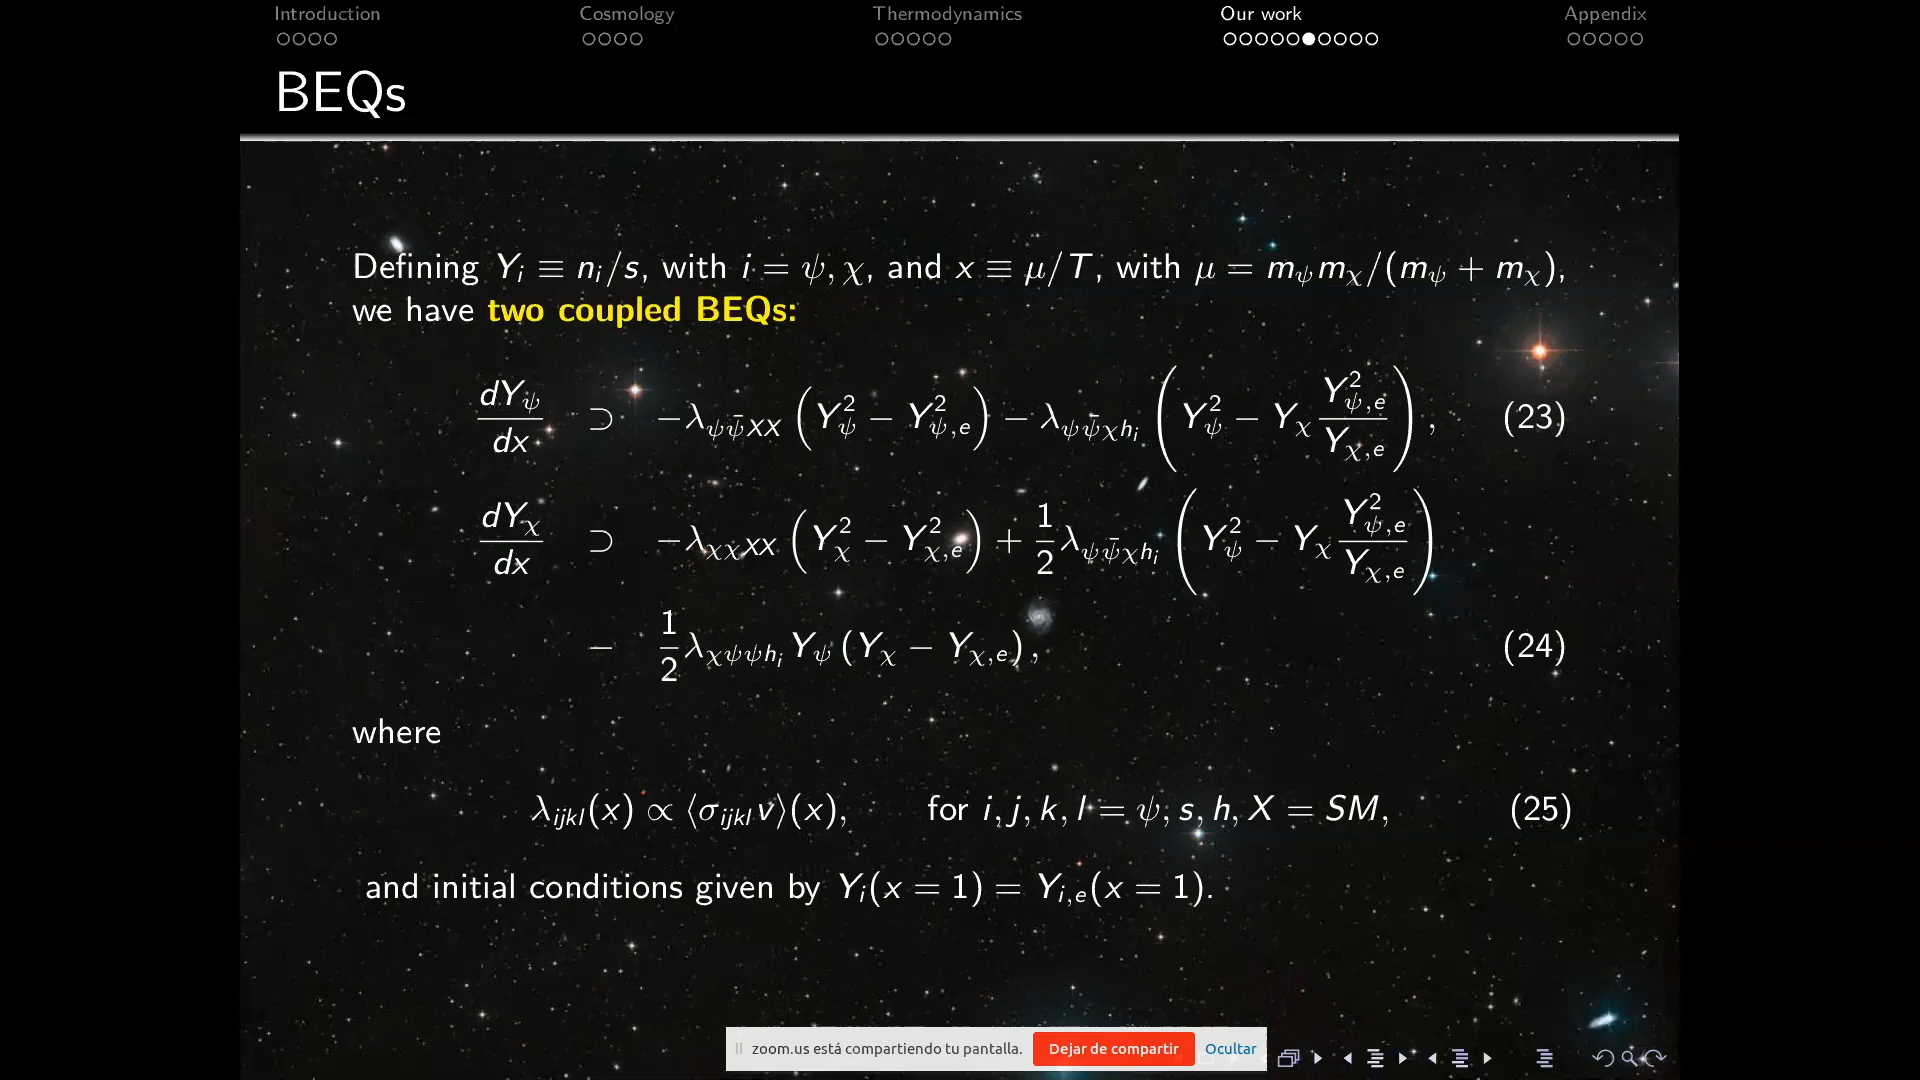 Introduction Cosmology Thermodynamics Our work Appendix
BEQs
Defining Y_i ≡ n_i/s, with i = ψ, χ, and x ≡ μ/T, with μ = m_ψ m_χ/(m_ψ + m_χ),
we have two coupled BEQs:
dY_ψ/dx ⊃ −λ_{ψψ̄XX} (Y_ψ^2 − Y_{ψ,e}^2) − λ_{ψψ̄χh_i} (Y_ψ^2 − Y_χ Y_{ψ,e}^2/Y_{χ,e}), (23)
dY_χ/dx ⊃ −λ_{χχXX} (Y_χ^2 − Y_{χ,e}^2) + 1/2 λ_{ψψ̄χh_i} (Y_ψ^2 − Y_χ Y_{ψ,e}^2/Y_{χ,e})
− 1/2 λ_{χψψh_i} Y_ψ (Y_χ − Y_{χ,e}), (24)
where
λ_{ijkl}(x) ∝ ⟨σ_{ijkl} v⟩(x), for i, j, k, l = ψ, s, h, X = SM, (25)
and initial conditions given by Y_i(x = 1) = Y_{i,e}(x = 1).
zoom.us está compartiendo tu pantalla. Dejar de compartir Ocultar